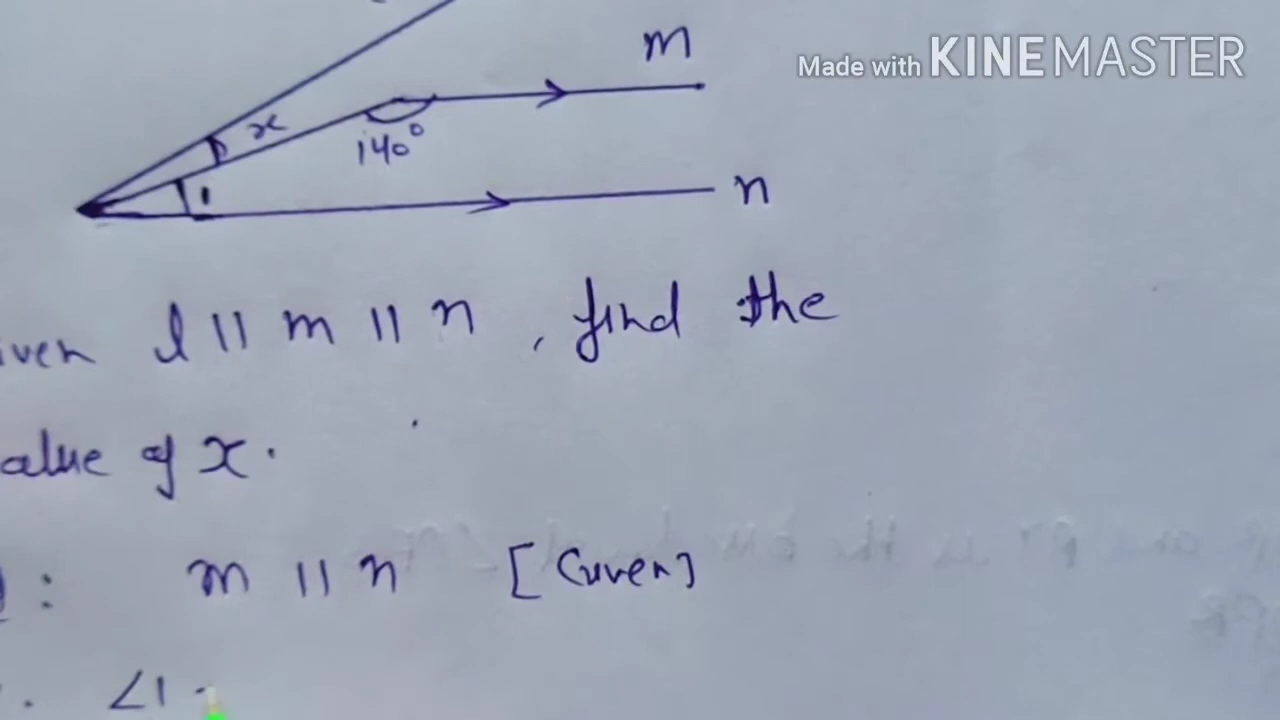 m
Made with KINEMASTER
x
140°
1
n
iven l || m || n , find the
alue of x.
: m || n [Given]
. ∠1